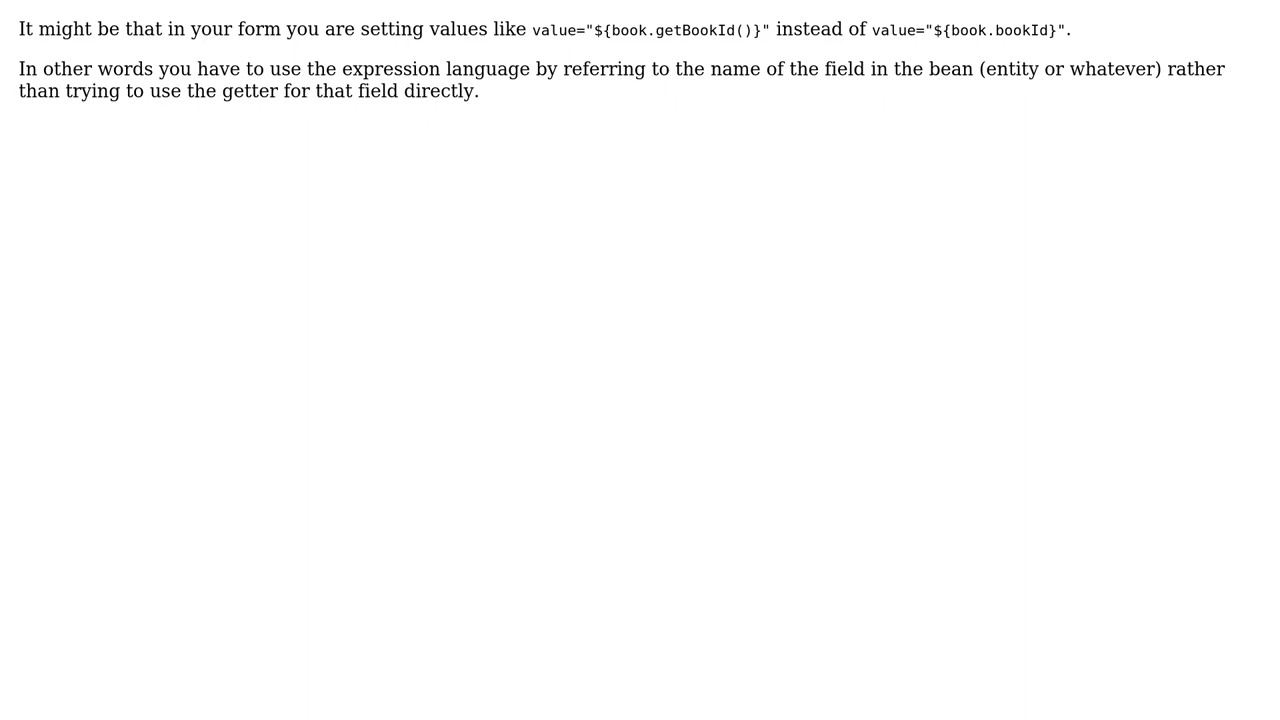 It might be that in your form you are setting values like value="${book.getBookId()}" instead of value="${book.bookId}".
In other words you have to use the expression language by referring to the name of the field in the bean (entity or whatever) rather
than trying to use the getter for that field directly.